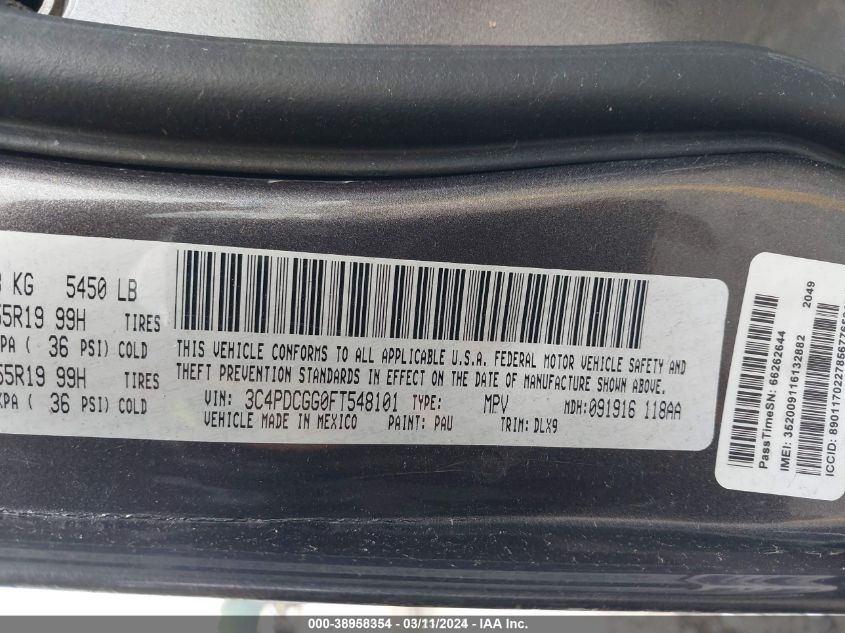 KG 5450 LB
55R19 99H TIRES
KPA ( 36 PSI) COLD
55R19 99H TIRES
KPA ( 36 PSI) COLD
THIS VEHICLE CONFORMS TO ALL APPLICABLE U.S.A. FEDERAL MOTOR VEHICLE SAFETY AND
THEFT PREVENTION STANDARDS IN EFFECT ON THE DATE OF MANUFACTURE SHOWN ABOVE.
VIN: 3C4PDCGG0FT548101 TYPE: MPV MDH:091916 118AA
VEHICLE MADE IN MEXICO PAINT: PAU TRIM: DLX9
PassTimeSN: 66262644 2049
IMEI: 352009116132882
ICCID:
000-38958354 - 03/11/2024 - IAA Inc.